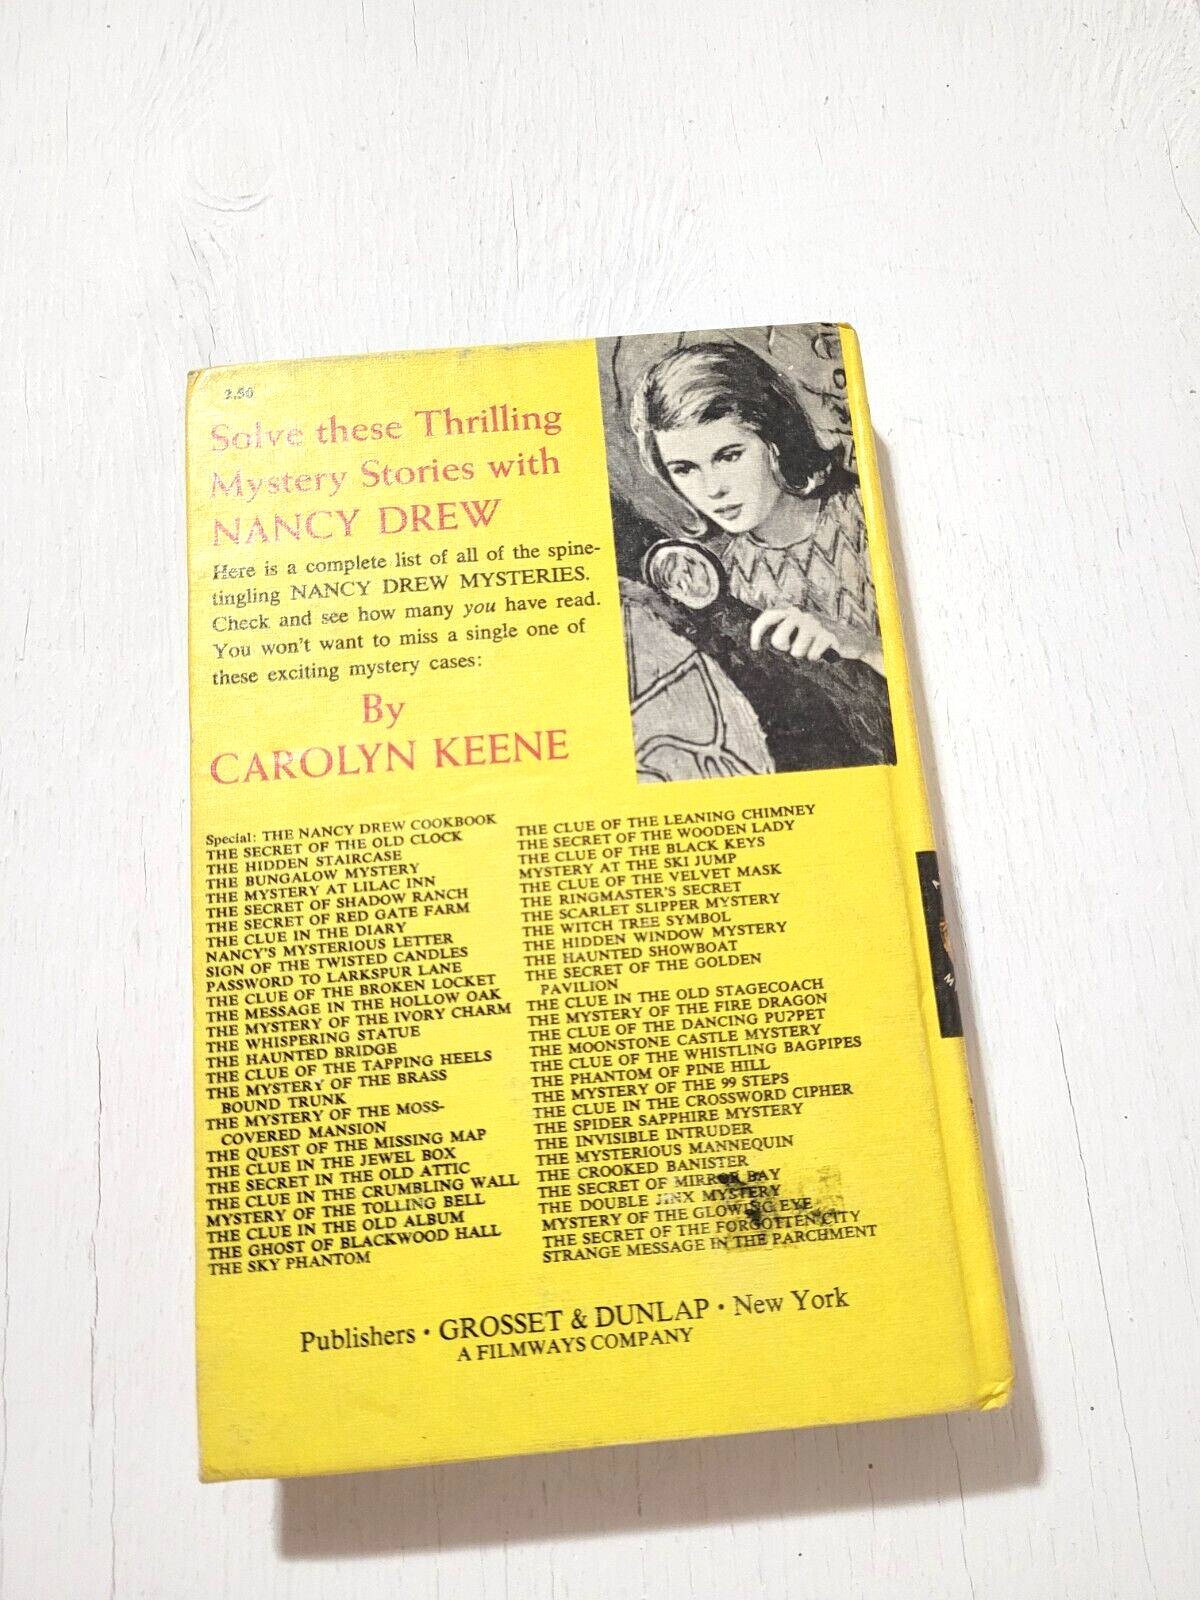 2.50
Solve these Thrilling
Mystery Stories with
NANCY DREW
Here is a complete list of all of the spine-
tingling NANCY DREW MYSTERIES.
Check and see how many you have read.
You won't want to miss a single one of
these exciting mystery cases:
By
CAROLYN KEENE
Special: THE NANCY DREW COOKBOOK
THE SECRET OF THE OLD CLOCK
THE HIDDEN STAIRCASE
THE BUNGALOW MYSTERY
THE MYSTERY AT LILAC INN
THE SECRET OF SHADOW RANCH
THE SECRET OF RED GATE FARM
THE CLUE IN THE DIARY
NANCY'S MYSTERIOUS LETTER
SIGN OF THE TWISTED CANDLES
PASSWORD TO LARKSPUR LANE
THE CLUE OF THE BROKEN LOCKET
THE MESSAGE IN THE HOLLOW OAK
THE MYSTERY OF THE IVORY CHARM
THE WHISPERING STATUE
THE HAUNTED BRIDGE
THE CLUE OF THE TAPPING HEELS
THE MYSTERY OF THE BRASS
BOUND TRUNK
THE MYSTERY OF THE MOSS-
COVERED MANSION
THE QUEST OF THE MISSING MAP
THE CLUE IN THE JEWEL BOX
THE SECRET IN THE OLD ATTIC
THE CLUE IN THE CRUMBLING WALL
MYSTERY OF THE TOLLING BELL
THE CLUE IN THE OLD ALBUM
THE GHOST OF BLACKWOOD HALL
THE SKY PHANTOM
THE CLUE OF THE LEANING CHIMNEY
THE SECRET OF THE WOODEN LADY
THE CLUE OF THE BLACK KEYS
MYSTERY AT THE SKI JUMP
THE CLUE OF THE VELVET MASK
THE RINGMASTER'S SECRET
THE SCARLET SLIPPER MYSTERY
THE WITCH TREE SYMBOL
THE HIDDEN WINDOW MYSTERY
THE HAUNTED SHOWBOAT
THE SECRET OF THE GOLDEN
PAVILION
THE CLUE IN THE OLD STAGECOACH
THE MYSTERY OF THE FIRE DRAGON
THE CLUE OF THE DANCING PU?PET
THE MOONSTONE CASTLE MYSTERY
THE CLUE OF THE WHISTLING BAGPIPES
THE PHANTOM OF PINE HILL
THE MYSTERY OF THE 99 STEPS
THE CLUE IN THE CROSSWORD CIPHER
THE SPIDER SAPPHIRE MYSTERY
THE INVISIBLE INTRUDER
THE MYSTERIOUS MANNEQUIN
THE CROOKED BANISTER
THE SECRET OF MIRROR BAY
THE DOUBLE JINX MYSTERY
MYSTERY OF THE GLOWING EYE
THE SECRET OF THE FORGOTTEN CITY
STRANGE MESSAGE IN THE PARCHMENT
Publishers • GROSSET & DUNLAP • New York
A FILMWAYS COMPANY